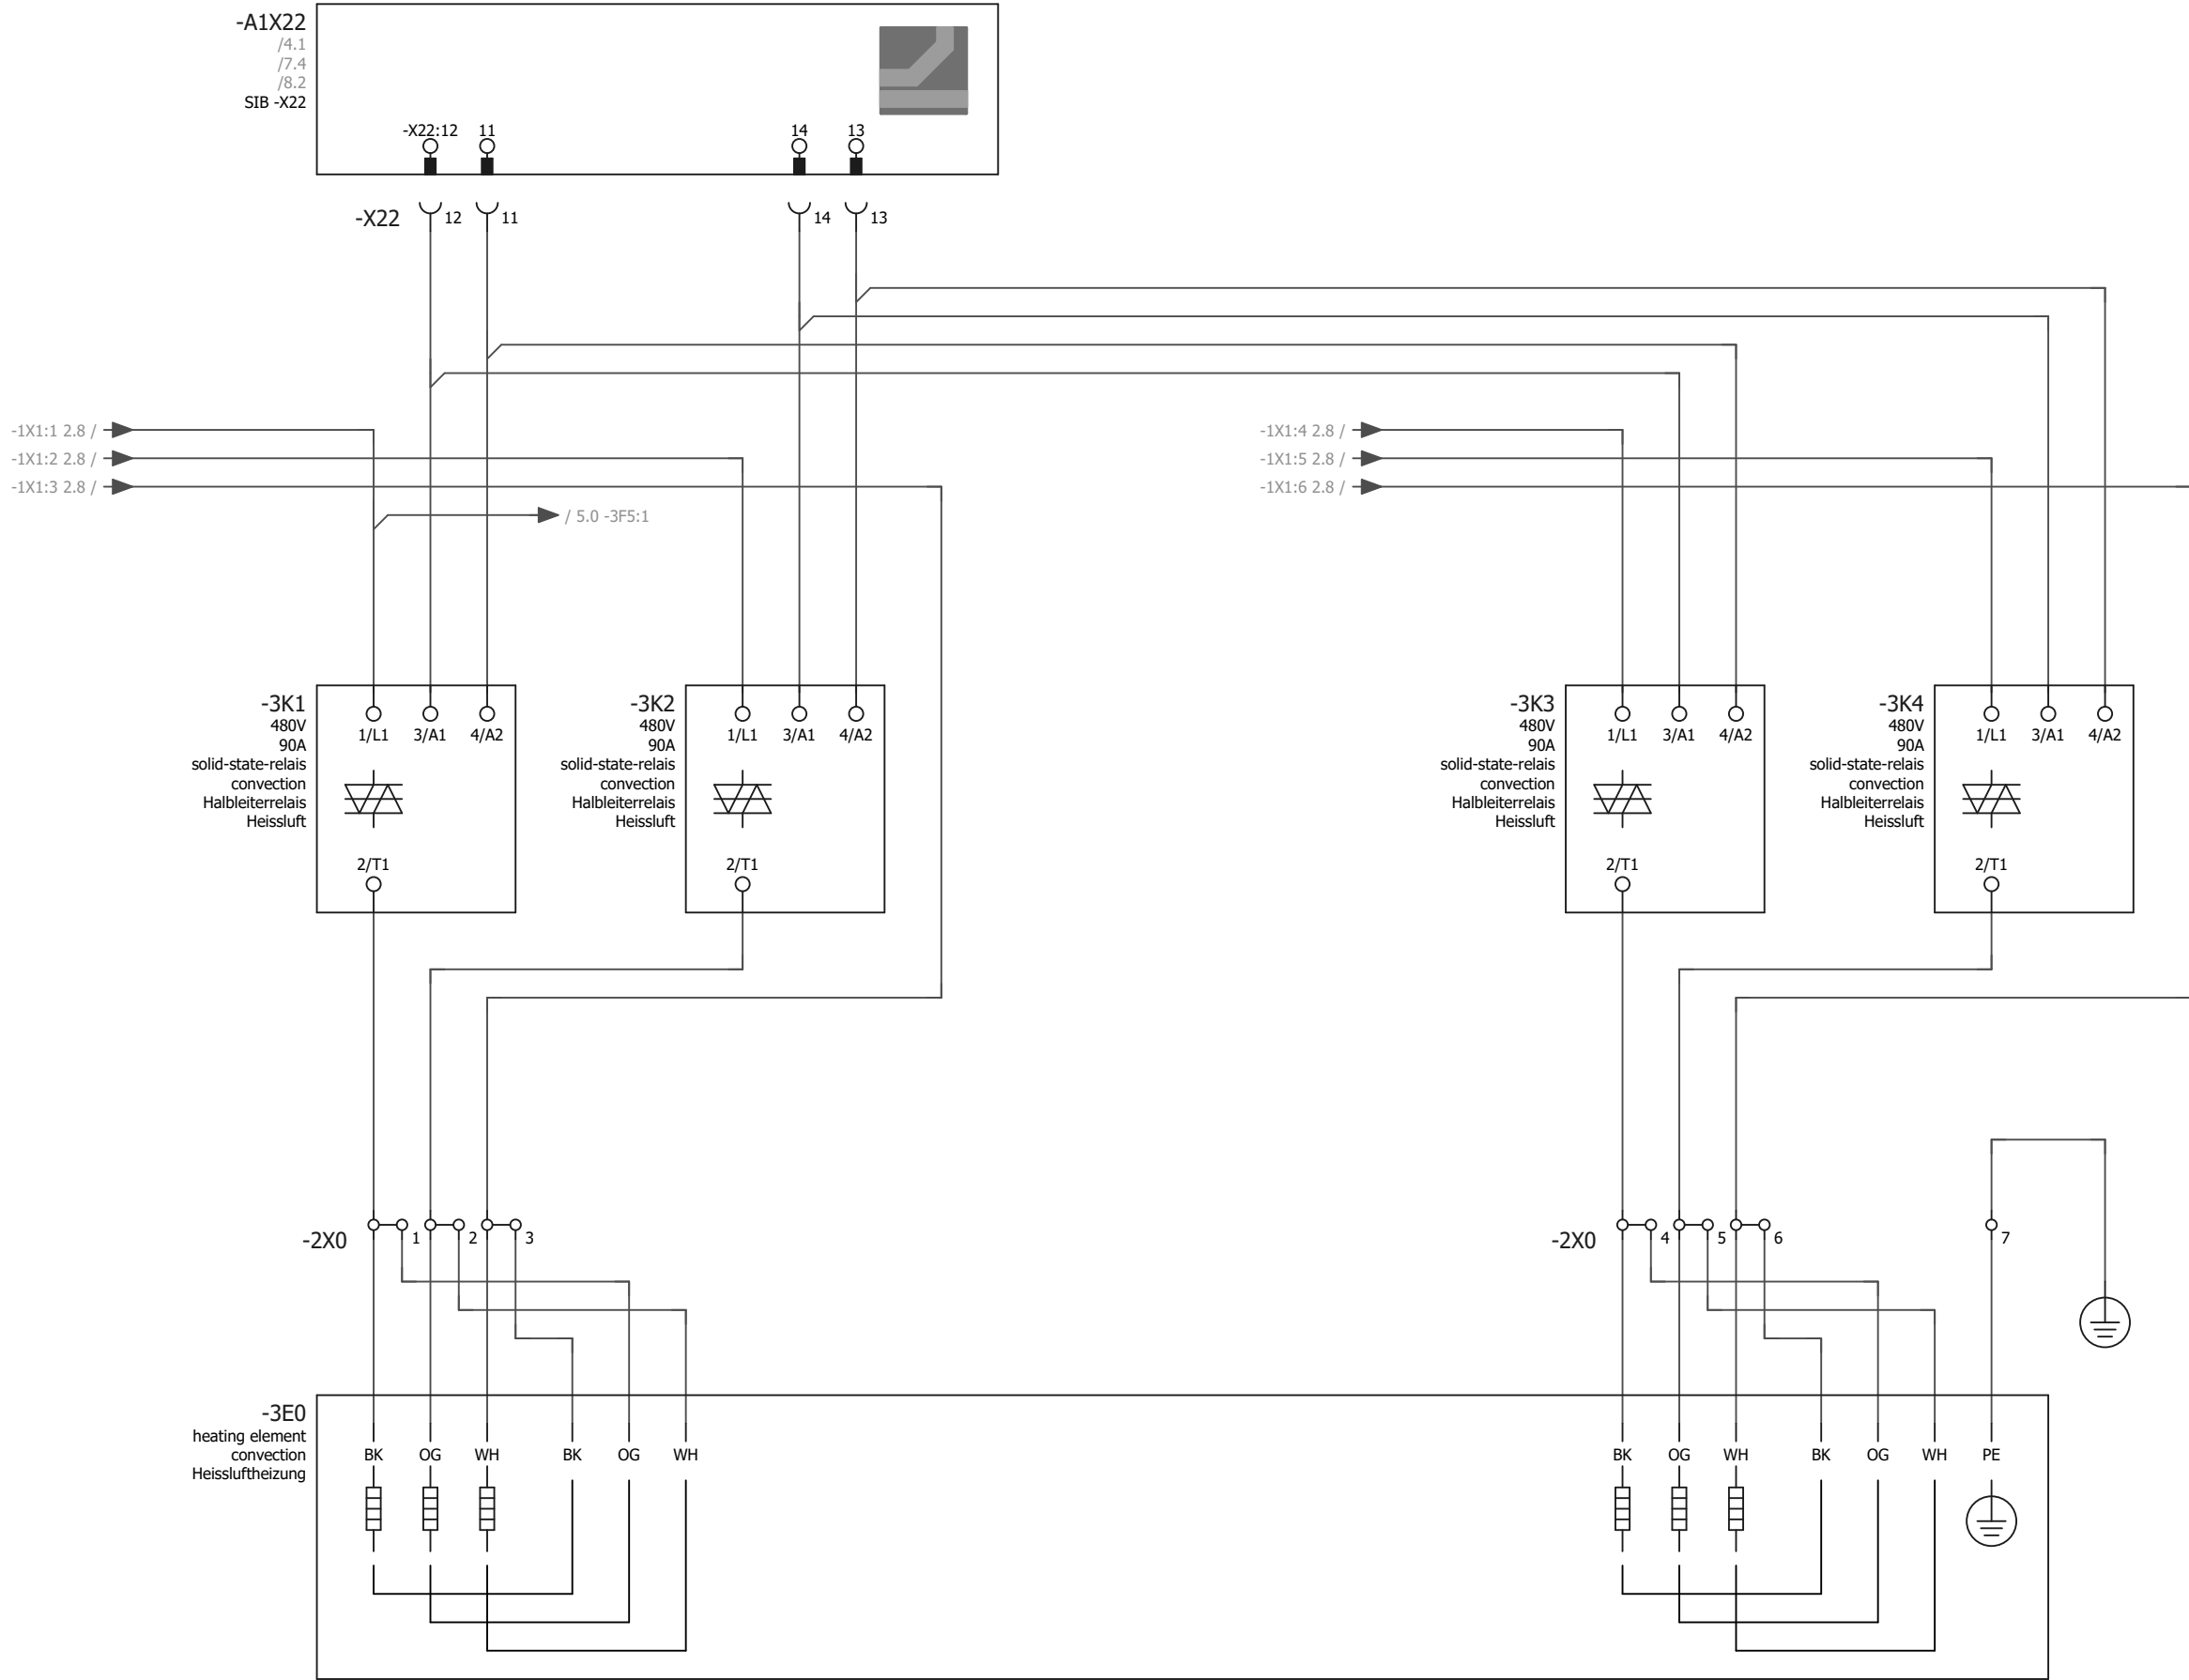 -A1X22
/4.1
/7.4
/8.2
SIB -X22
-X22:12 11 14 13
-X22 12 11 14 13
-1X1:1 2.8 /
-1X1:2 2.8 /
-1X1:3 2.8 /
/ 5.0 -3F5:1
-1X1:4 2.8 /
-1X1:5 2.8 /
-1X1:6 2.8 /
-3K1
480V
90A
solid-state-relais
convection
Halbleiterrelais
Heissluft
1/L1 3/A1 4/A2
2/T1
-3K2
480V
90A
solid-state-relais
convection
Halbleiterrelais
Heissluft
1/L1 3/A1 4/A2
2/T1
-3K3
480V
90A
solid-state-relais
convection
Halbleiterrelais
Heissluft
1/L1 3/A1 4/A2
2/T1
-3K4
480V
90A
solid-state-relais
convection
Halbleiterrelais
Heissluft
1/L1 3/A1 4/A2
2/T1
-2X0 1 2 3
-2X0 4 5 6 7
-3E0
heating element
convection
Heissluftheizung
BK OG WH BK OG WH
BK OG WH BK OG WH PE